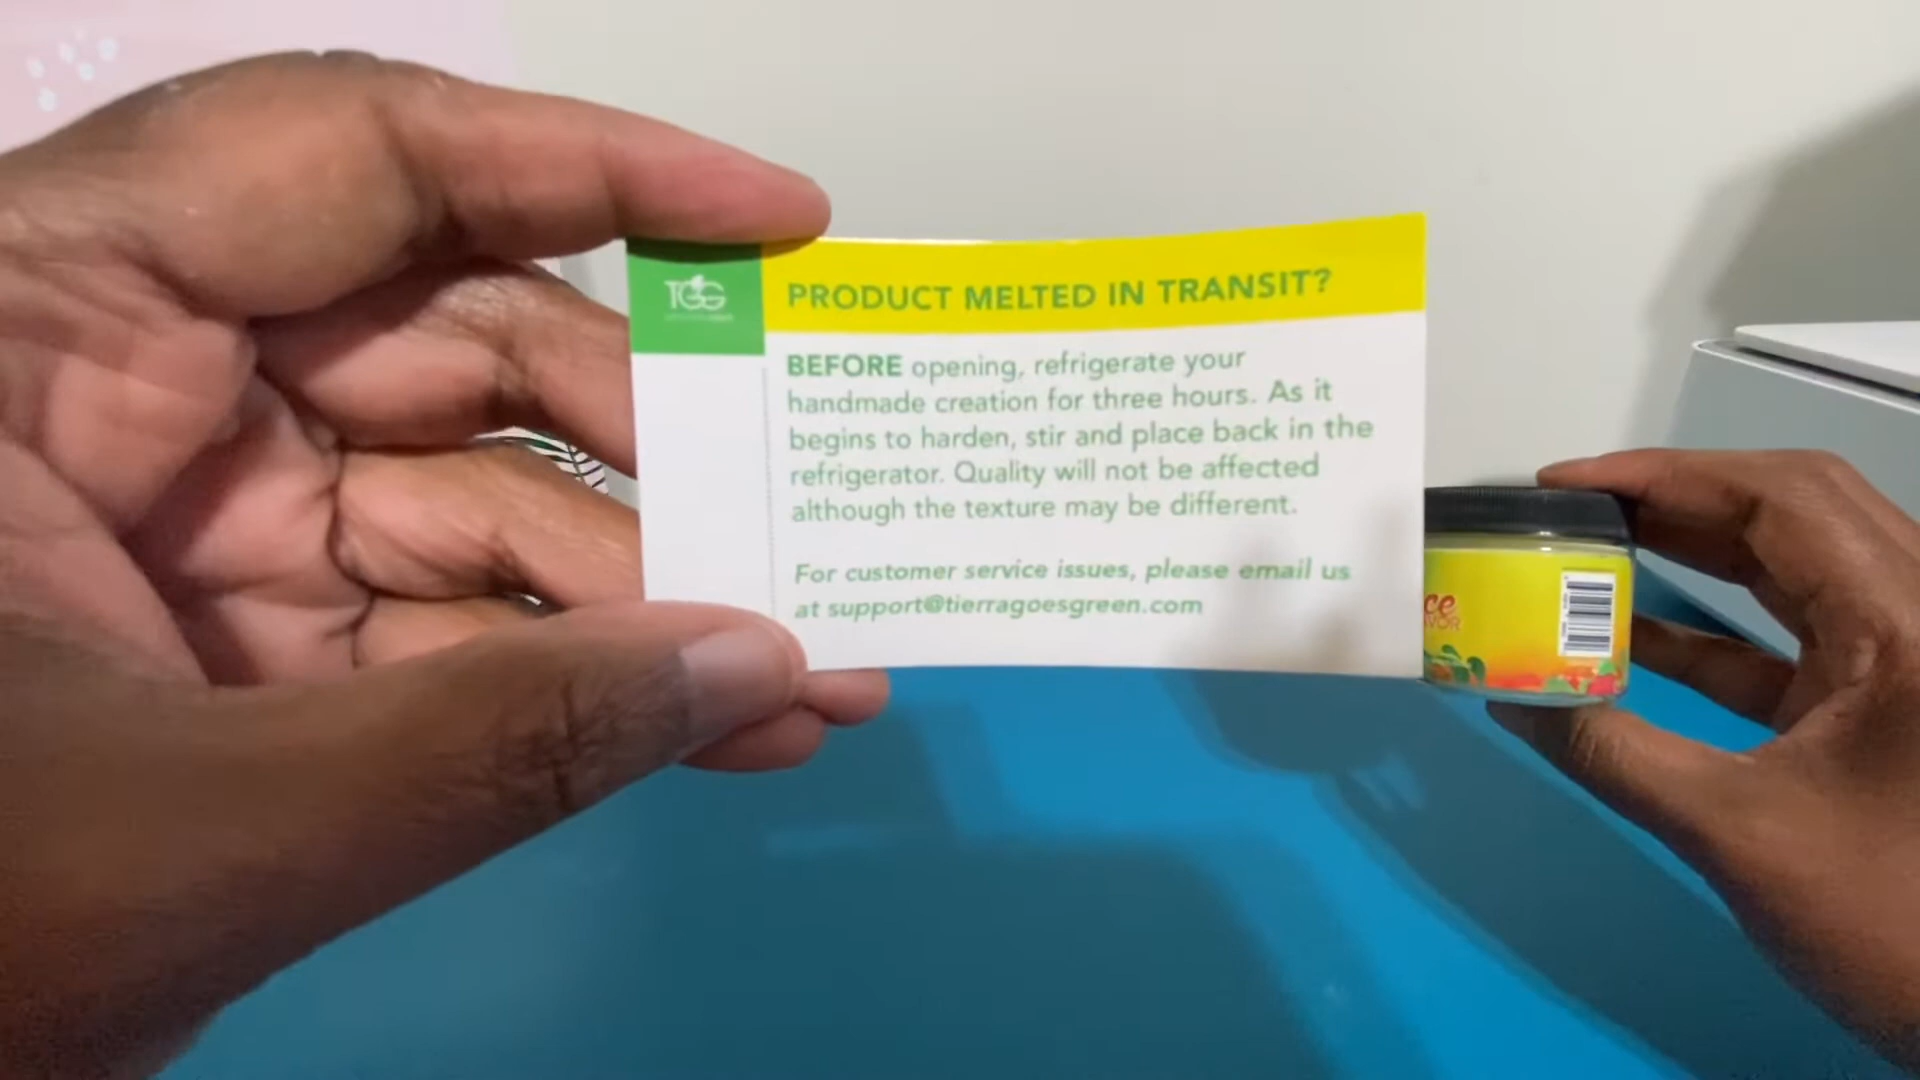 TGG
PRODUCT MELTED IN TRANSIT?
BEFORE opening, refrigerate your
handmade creation for three hours. As it
begins to harden, stir and place back in the
refrigerator. Quality will not be affected
although the texture may be different.
For customer service issues, please email us
at support@tierragoesgreen.com
ce
VOR